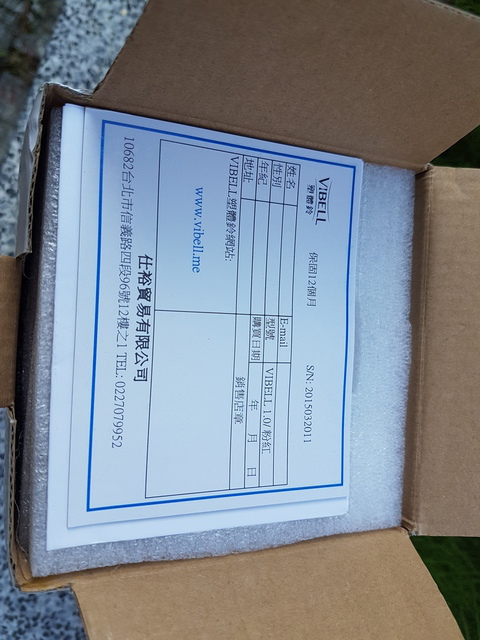 VIBELL
塑體鈴
保固12個月
S/N: 2015032011
姓名
E-mail
性別
型號 VIBELL 1.0/ 粉紅
年紀
購買日期 年 月 日
地址
VIBELL塑體鈴網站:
銷售店章
www.vibell.me
仕裕貿易有限公司
10682台北市信義路四段96號12樓之1 TEL: 0227079952